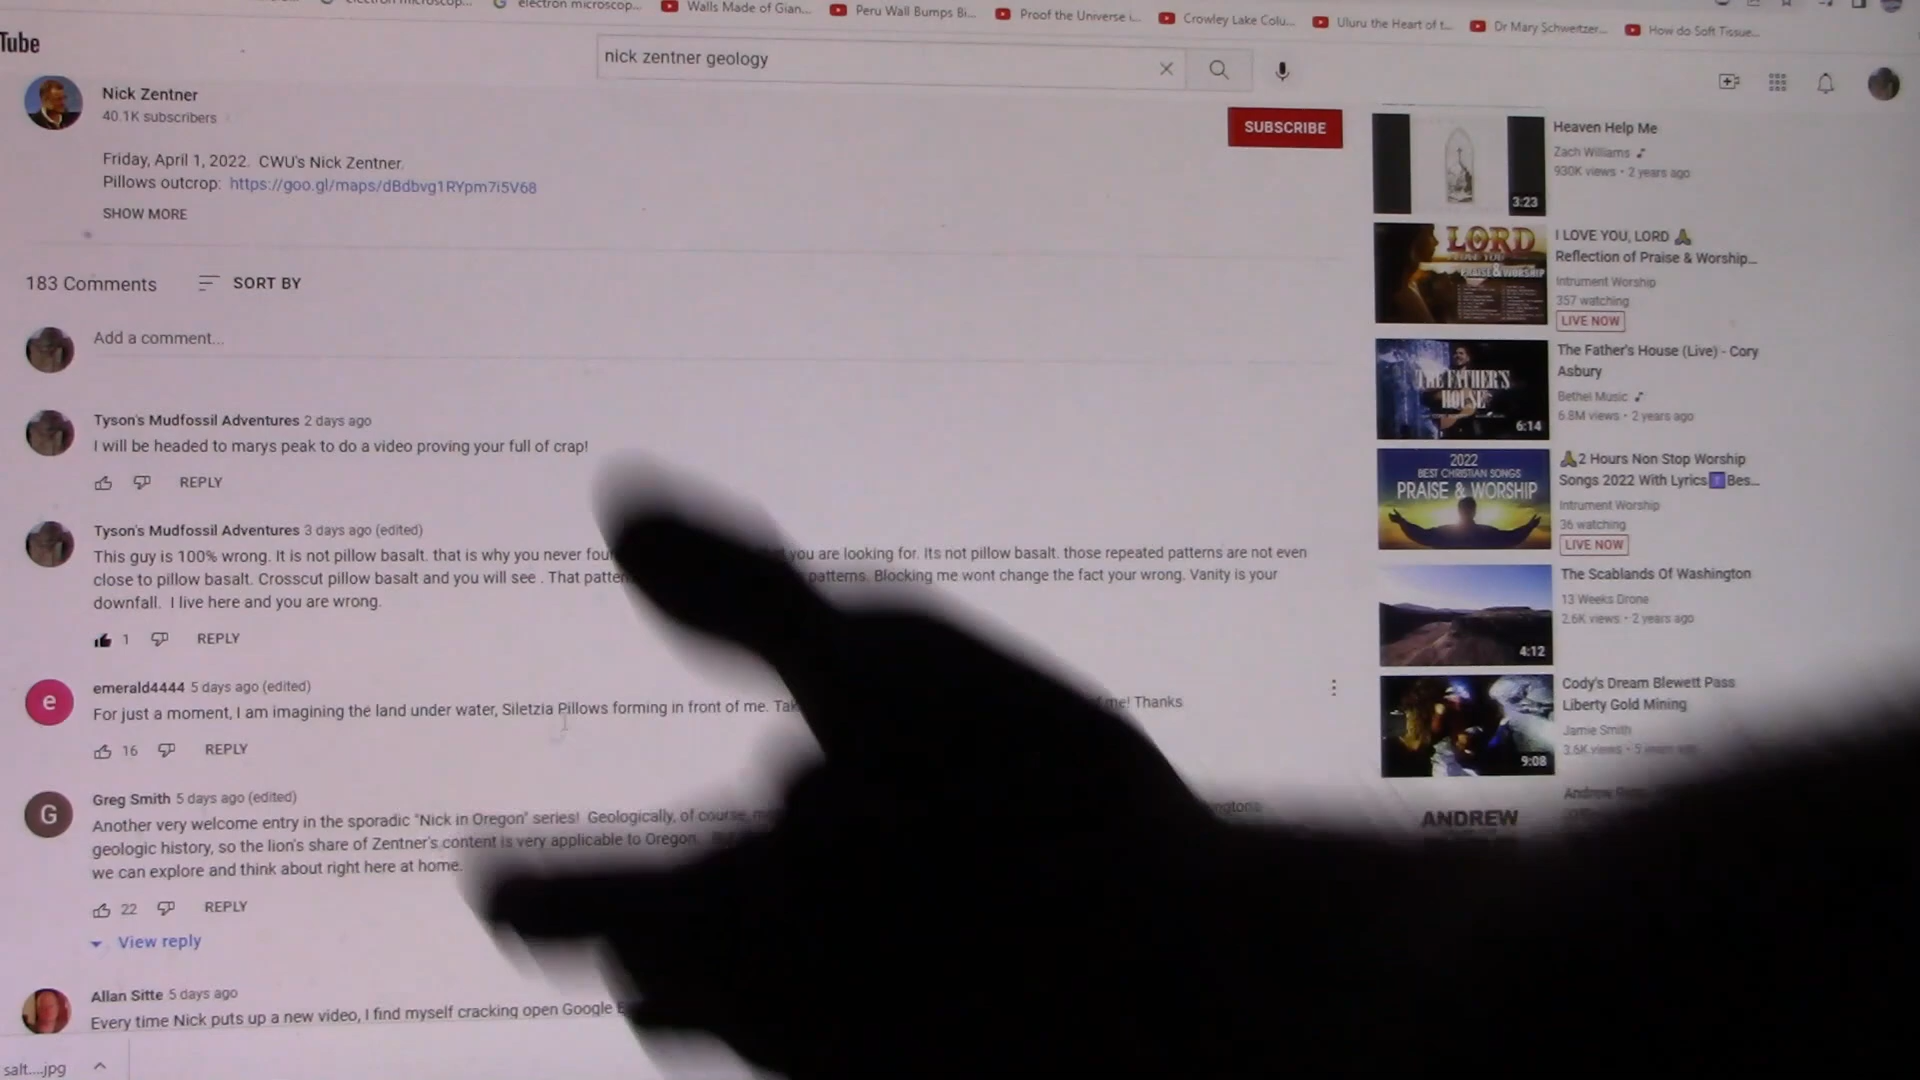 electron microscop...
electron microscop...
Walls Made of Gian...
Peru Wall Bumps Bi...
Proof the Universe i...
Crowley Lake Colu...
Uluru the Heart of t...
Dr Mary Schweitzer...
How do Soft Tissue...
Tube
nick zentner geology
Nick Zentner
40.1K subscribers
SUBSCRIBE
Friday, April 1, 2022. CWU's Nick Zentner.
Pillows outcrop: https://goo.gl/maps/dBdbvg1RYpm7i5V68
SHOW MORE
183 Comments
SORT BY
Add a comment...
Tyson's Mudfossil Adventures 2 days ago
I will be headed to marys peak to do a video proving your full of crap!
REPLY
Tyson's Mudfossil Adventures 3 days ago (edited)
This guy is 100% wrong. It is not pillow basalt. that is why you never you are looking for. Its not pillow basalt. those repeated patterns are not even
close to pillow basalt. Crosscut pillow basalt and you will see . That patterns. Blocking me wont change the fact your wrong. Vanity is your
downfall. I live here and you are wrong.
1 REPLY
emerald4444 5 days ago (edited)
For just a moment, I am imagining the land under water, Siletzia Pillows forming in front of me. me! Thanks
16 REPLY
Greg Smith 5 days ago (edited)
Another very welcome entry in the sporadic "Nick in Oregon" series! Geologically, of course,
geologic history, so the lion's share of Zentner's content is very applicable to Oregon.
we can explore and think about right here at home.
22 REPLY
View reply
Allan Sitte 5 days ago
Every time Nick puts up a new video, I find myself cracking open Google
salt....jpg
3:23
Heaven Help Me
Zach Williams
930K views • 2 years ago
LORD
I LOVE YOU
PRAISE & WORSHIP
I LOVE YOU, LORD 🙏
Reflection of Praise & Worship...
Intrument Worship
357 watching
LIVE NOW
THE FATHER'S
HOUSE
6:14
The Father's House (Live) - Cory
Asbury
Bethel Music
6.8M views • 2 years ago
2022
BEST CHRISTIAN SONGS
PRAISE & WORSHIP
🙏2 Hours Non Stop Worship
Songs 2022 With Lyrics✝️Bes...
Intrument Worship
36 watching
LIVE NOW
4:12
The Scablands Of Washington
13 Weeks Drone
2.6K views • 2 years ago
9:08
Cody's Dream Blewett Pass
Liberty Gold Mining
Jamie Smith
3.6K views
ANDREW
Andrew